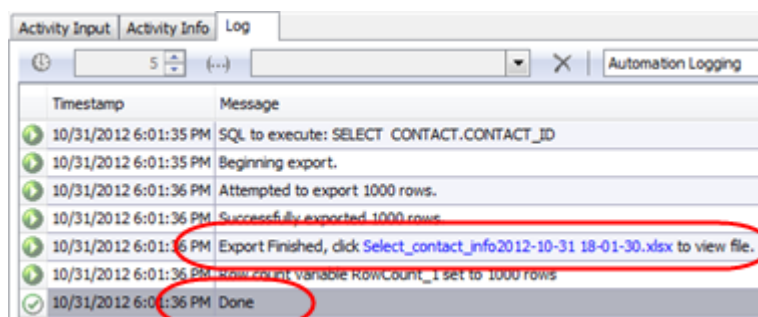 Activity Input Activity Info Log
5 (...) Automation Logging
Timestamp Message
10/31/2012 6:01:35 PM SQL to execute: SELECT CONTACT.CONTACT_ID
10/31/2012 6:01:35 PM Beginning export.
10/31/2012 6:01:36 PM Attempted to export 1000 rows.
10/31/2012 6:01:36 PM Successfully exported 1000 rows.
10/31/2012 6:01:36 PM Export Finished, click Select_contact_info2012-10-31 18-01-30.xlsx to view file.
10/31/2012 6:01:36 PM Row count variable RowCount_1 set to 1000 rows
10/31/2012 6:01:36 PM Done